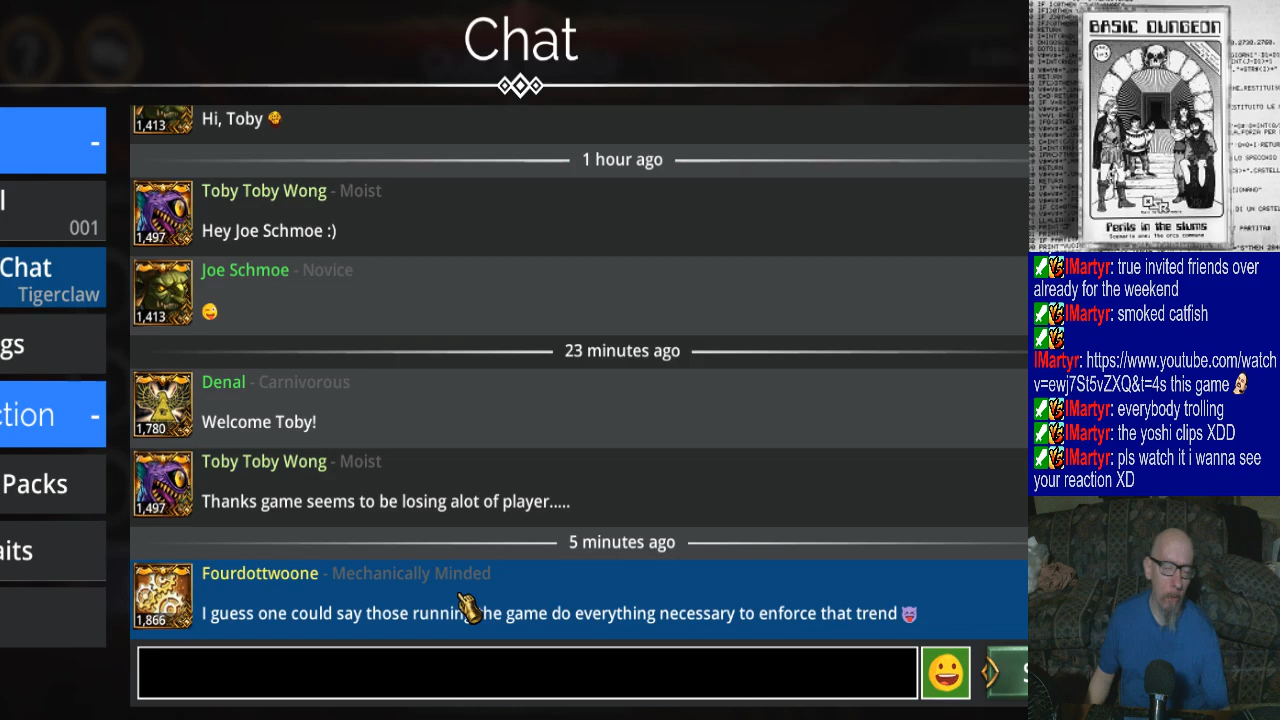 Chat
Hi, Toby
1,413
1 hour ago
Toby Toby Wong - Moist
1,497
Hey Joe Schmoe :)
Joe Schmoe - Novice
1,413
23 minutes ago
Denal - Carnivorous
1,780
Welcome Toby!
Toby Toby Wong - Moist
1,497
Thanks game seems to be losing alot of player.....
5 minutes ago
Fourdottwoone - Mechanically Minded
1,866
I guess one could say those runnin he game do everything necessary to enforce that trend
-
l
001
Chat
Tigerclaw
gs
ction -
Packs
aits
BASIC DUNGEON
Perils in the slums
Scenario one: the orcs command
lMartyr: true invited friends over
already for the weekend
lMartyr: smoked catfish
lMartyr: https://www.youtube.com/watch
v=ewj7St5vZXQ&t=4s this game
lMartyr: everybody trolling
lMartyr: the yoshi clips XDD
lMartyr: pls watch it i wanna see
your reaction XD